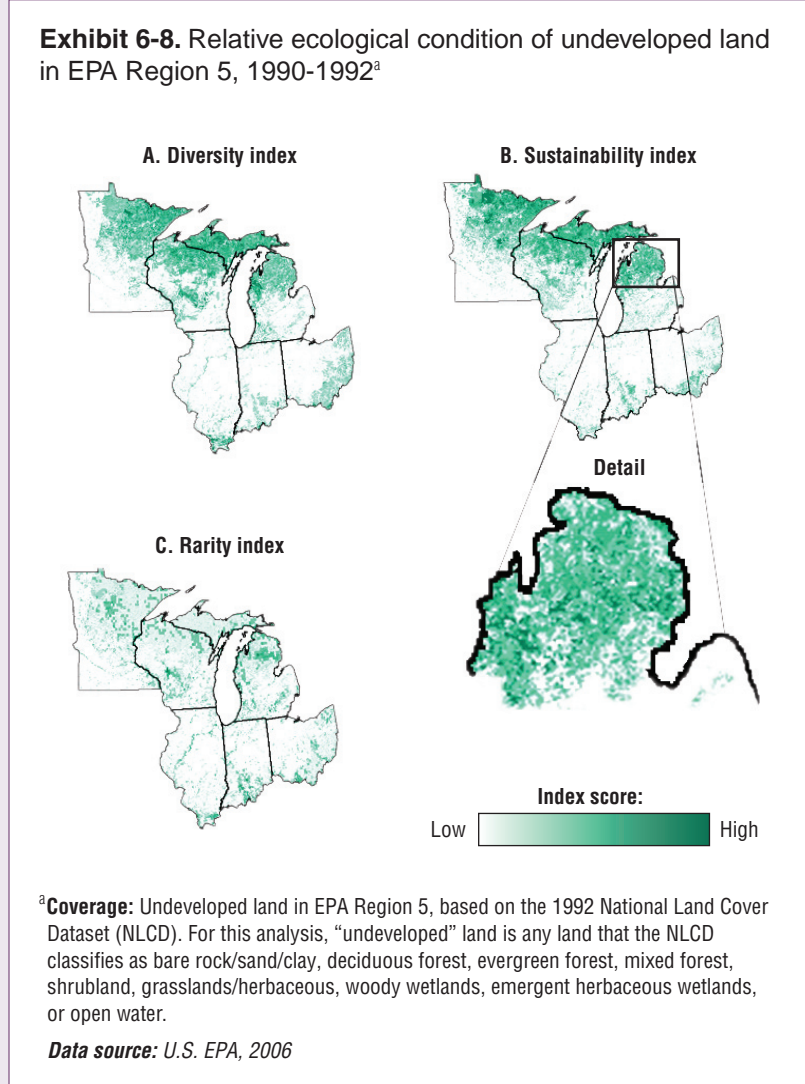 Exhibit 6-8. Relative ecological condition of undeveloped land
in EPA Region 5, 1990-1992a
A. Diversity index
B. Sustainability index
Detail
C. Rarity index
Index score:
Low
High
aCoverage: Undeveloped land in EPA Region 5, based on the 1992 National Land Cover
Dataset (NLCD). For this analysis, “undeveloped” land is any land that the NLCD
classifies as bare rock/sand/clay, deciduous forest, evergreen forest, mixed forest,
shrubland, grasslands/herbaceous, woody wetlands, emergent herbaceous wetlands,
or open water.
Data source: U.S. EPA, 2006